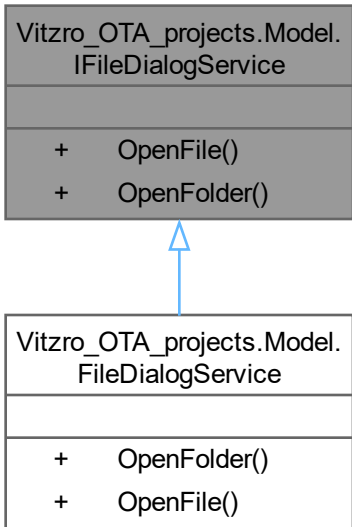 Vitzro_OTA_projects.Model.
IFileDialogService
+ OpenFile()
+ OpenFolder()
Vitzro_OTA_projects.Model.
FileDialogService
+ OpenFolder()
+ OpenFile()